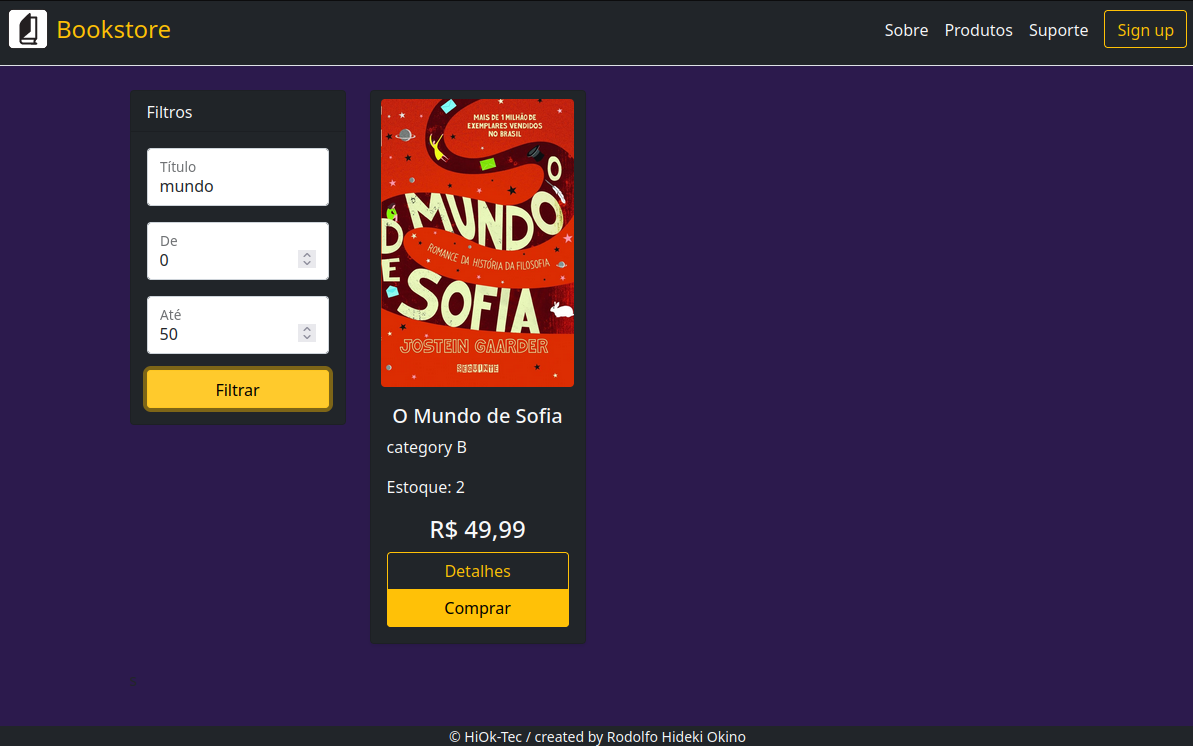 Bookstore
Sobre Produtos Suporte Sign up
Filtros
Título
mundo
De
0
Até
50
Filtrar
MAIS DE 1 MILHÃO DE
EXEMPLARES VENDIDOS
NO BRASIL
O
MUNDO
DE
ROMANCE DA HISTÓRIA DA FILOSOFIA
SOFIA
JOSTEIN GAARDER
SEGUINTE
O Mundo de Sofia
category B
Estoque: 2
R$ 49,99
Detalhes
Comprar
© HiOk-Tec / created by Rodolfo Hideki Okino